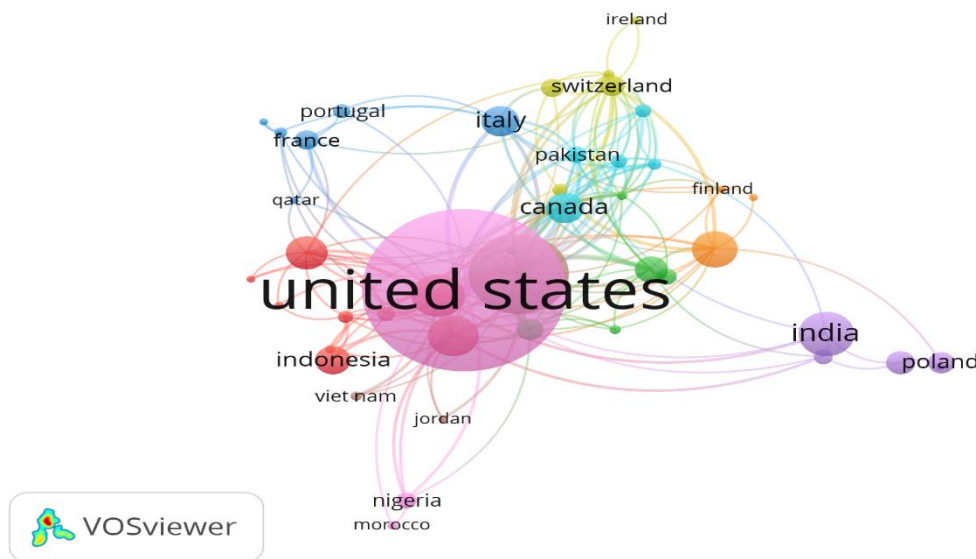 ireland
switzerland
portugal
italy
france
pakistan
qatar
canada
finland
united states
india
indonesia
poland
viet nam
jordan
nigeria
morocco
VOSviewer